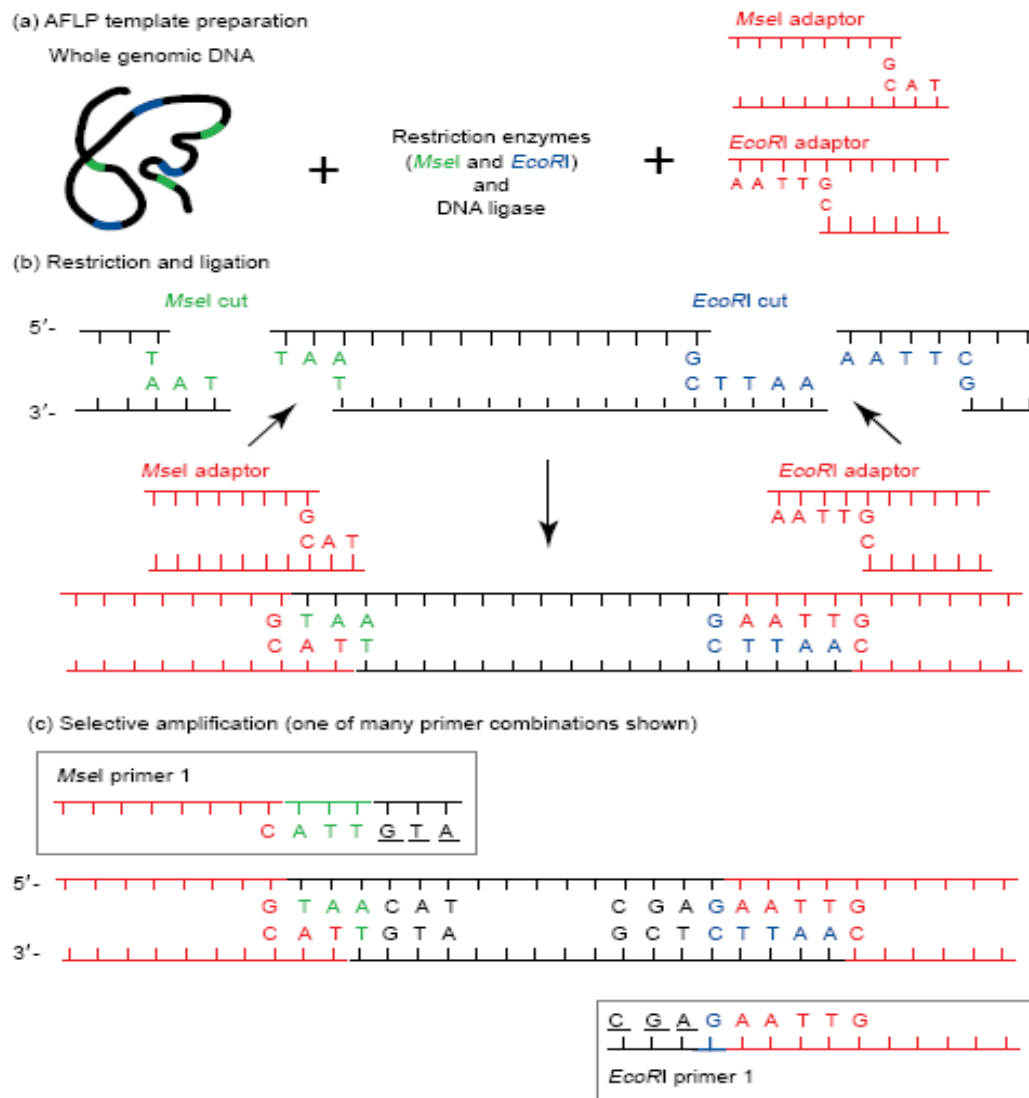 (a) AFLP template preparation
Whole genomic DNA
+
Restriction enzymes
(MseI and EcoRI)
and
DNA ligase
+
MseI adaptor
G
C A T
EcoRI adaptor
A A T T G
C
(b) Restriction and ligation
MseI cut
EcoRI cut
5′-
T
T A A
G
A A T T C
A A T
T
C T T A A
G
3′-
MseI adaptor
EcoRI adaptor
G
A A T T G
C A T
C
G T A A
G A A T T G
C A T T
C T T A A C
(c) Selective amplification (one of many primer combinations shown)
MseI primer 1
C A T T G T A
5′-
G T A A C A T
C G A G A A T T G
C A T T G T A
G C T C T T A A C
3′-
C G A G A A T T G
EcoRI primer 1